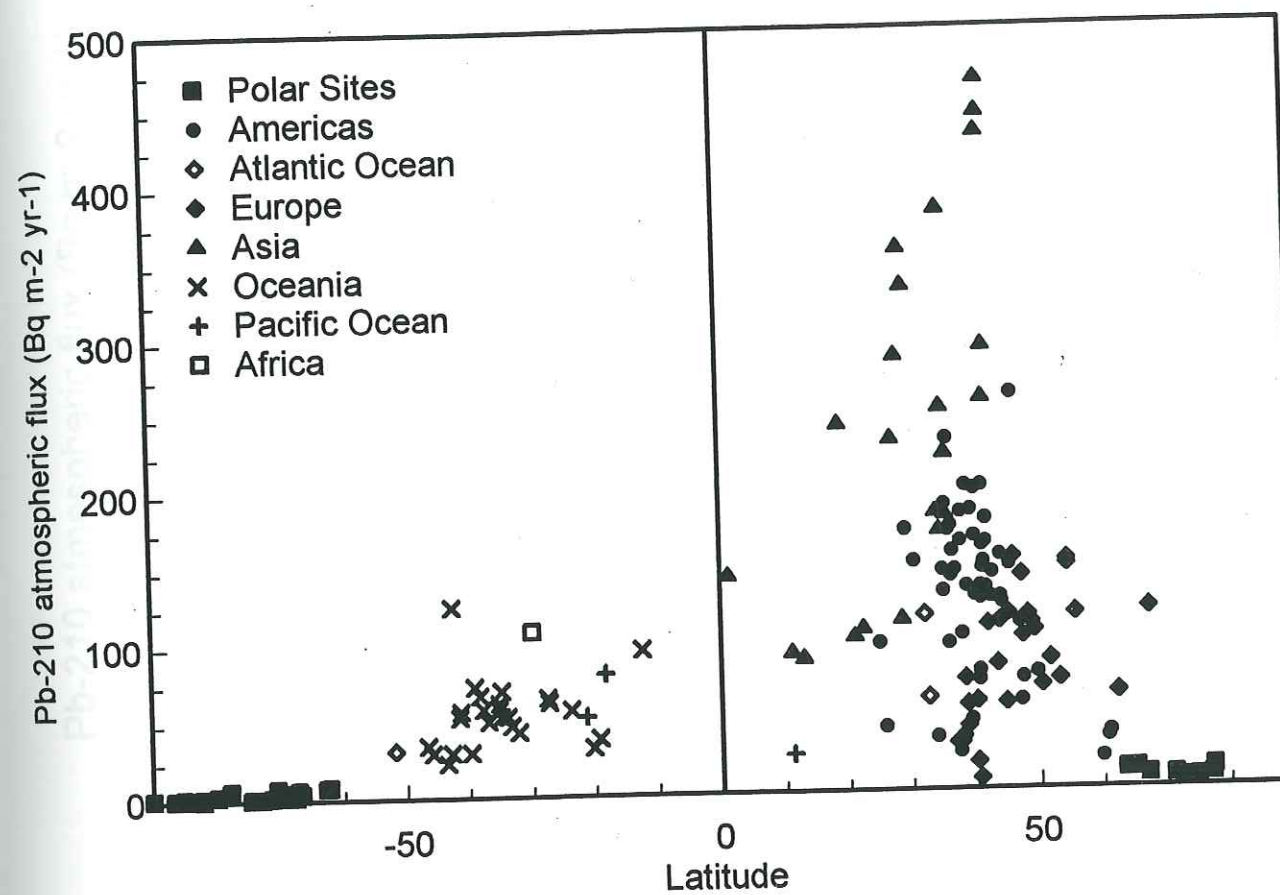 Pb-210 atmospheric flux (Bq m-2 yr-1)
500
400
300
200
100
0
Polar Sites
Americas
Atlantic Ocean
Europe
Asia
Oceania
Pacific Ocean
Africa
-50
0
50
Latitude